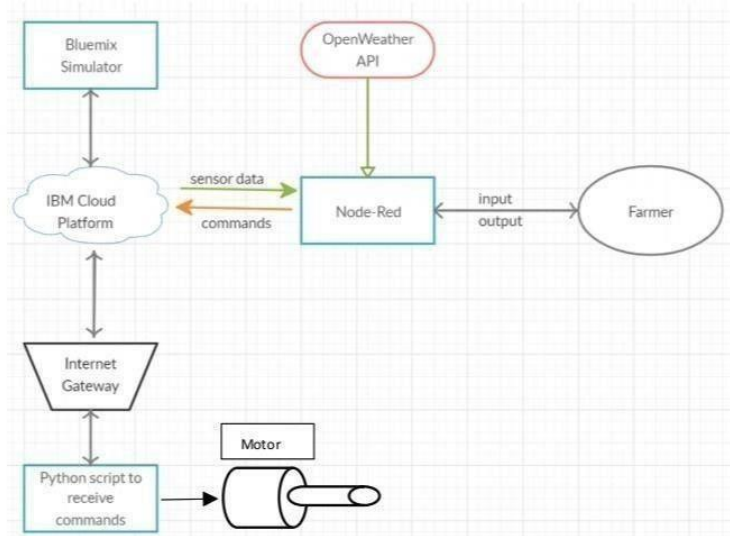 Bluemix
Simulator
OpenWeather
API
sensor data
IBM Cloud
Platform
commands
Node-Red
input
output
Farmer
Internet
Gateway
Motor
Python script to
receive
commands